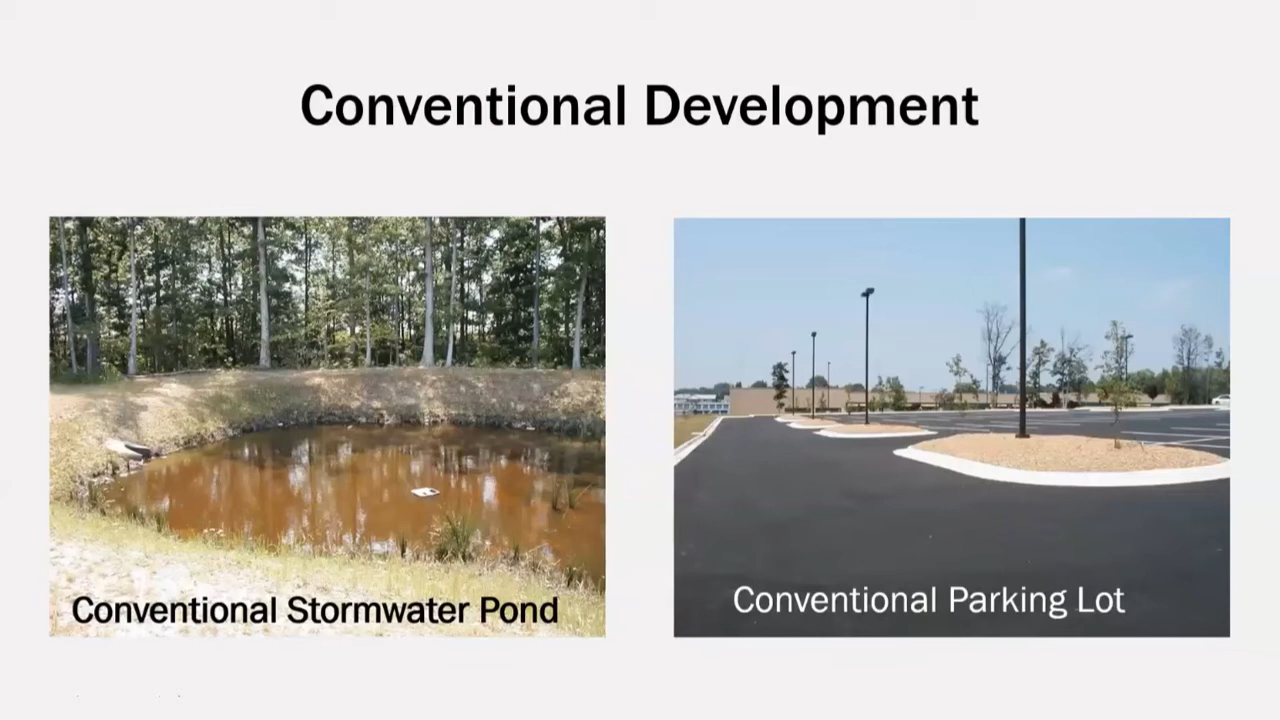 Conventional Development
Conventional Stormwater Pond
Conventional Parking Lot